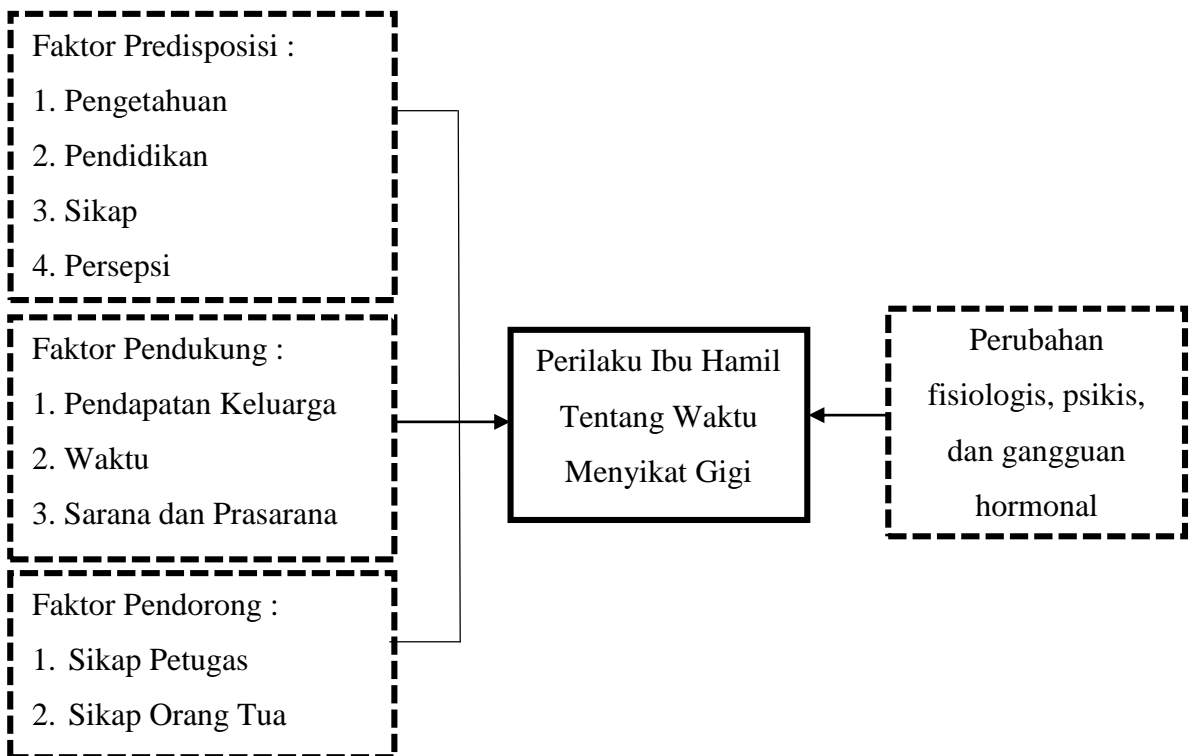 Faktor Predisposisi :
1. Pengetahuan
2. Pendidikan
3. Sikap
4. Persepsi
Faktor Pendukung :
1. Pendapatan Keluarga
2. Waktu
3. Sarana dan Prasarana
Faktor Pendorong :
1. Sikap Petugas
2. Sikap Orang Tua
Perilaku Ibu Hamil
Tentang Waktu
Menyikat Gigi
Perubahan
fisiologis, psikis,
dan gangguan
hormonal